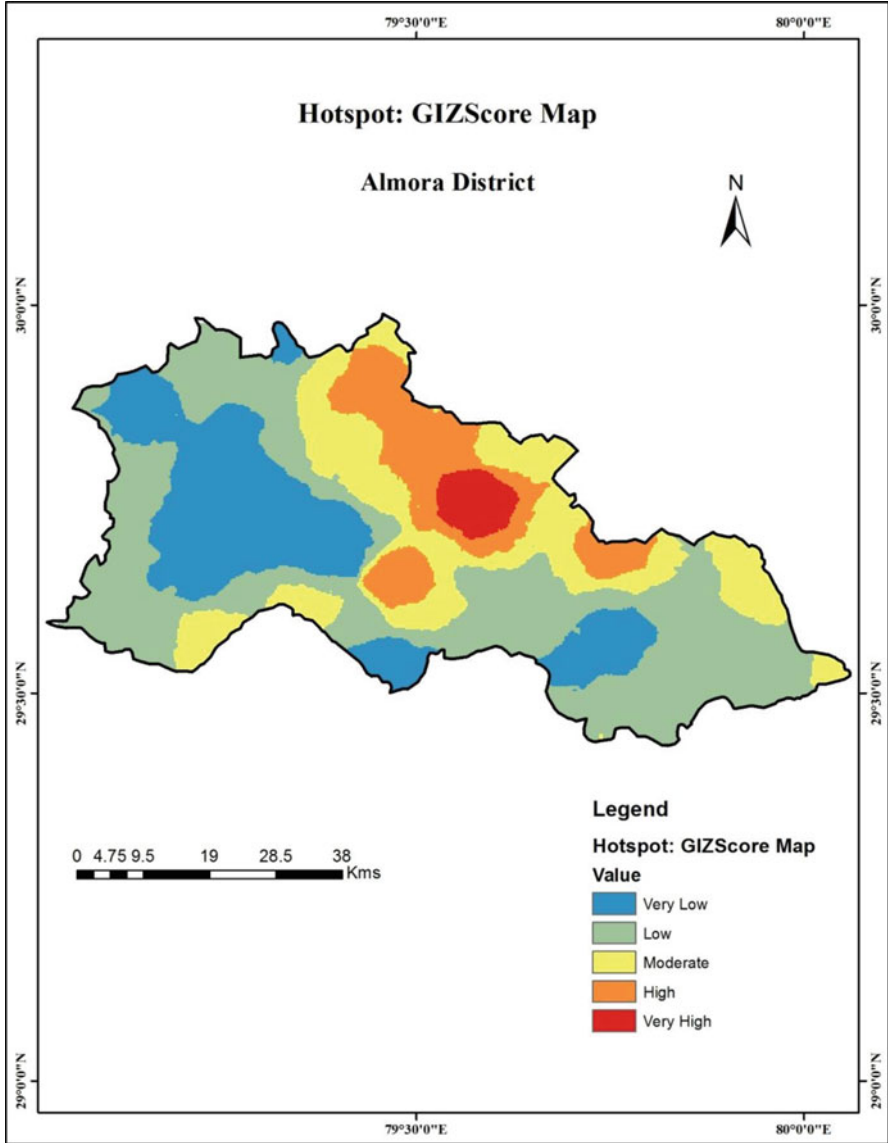 79°30'0"E 80°0'0"E
Hotspot: GIZScore Map
Almora District
N
30°0'0"N 30°0'0"N
29°30'0"N 29°30'0"N
Legend
Hotspot: GIZScore Map
Value
Very Low
Low
Moderate
High
Very High
0 4.75 9.5 19 28.5 38
Kms
29°0'0"N 29°0'0"N
79°30'0"E 80°0'0"E